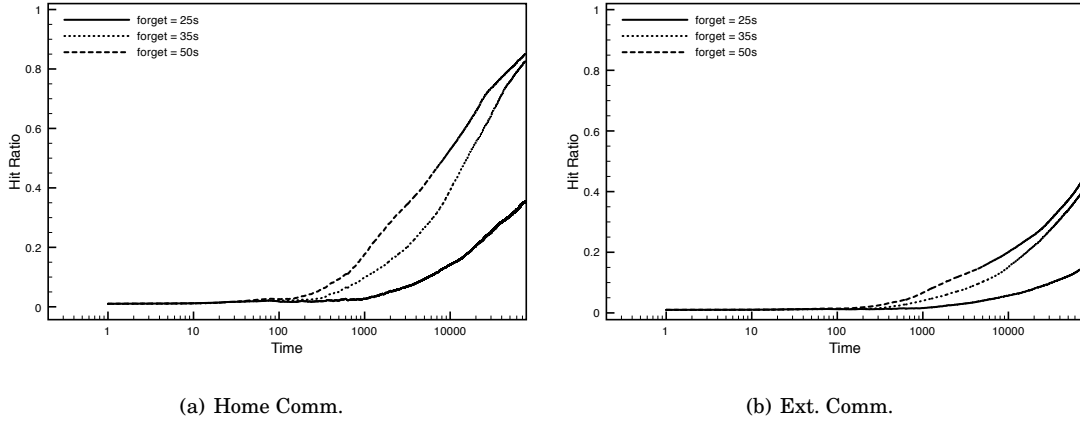 1
0.8
0.6
0.4
0.2
0
Hit Ratio
forget = 25s
forget = 35s
forget = 50s
1 10 100 1000 10000
Time
(a) Home Comm.
1
0.8
0.6
0.4
0.2
0
Hit Ratio
forget = 25s
forget = 35s
forget = 50s
1 10 100 1000 10000
Time
(b) Ext. Comm.